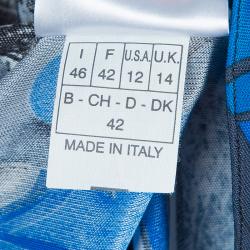 I F U.S.A. U.K.
46 42 12 14
B - CH - D - DK
42
MADE IN ITALY